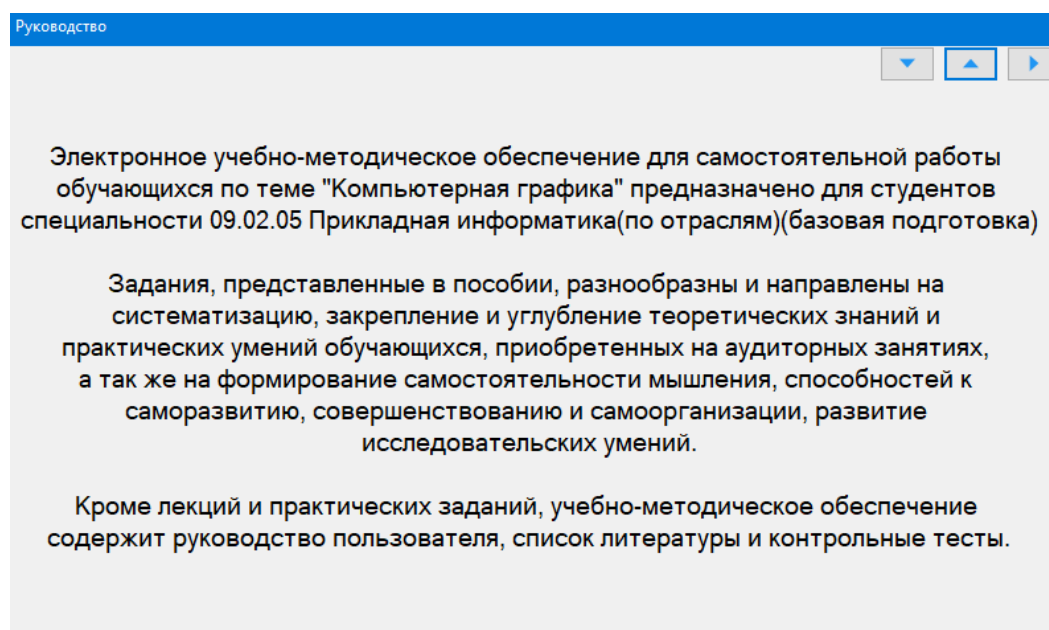 Руководство
Электронное учебно-методическое обеспечение для самостоятельной работы
обучающихся по теме "Компьютерная графика" предназначено для студентов
специальности 09.02.05 Прикладная информатика(по отраслям)(базовая подготовка)
Задания, представленные в пособии, разнообразны и направлены на
систематизацию, закрепление и углубление теоретических знаний и
практических умений обучающихся, приобретенных на аудиторных занятиях,
а так же на формирование самостоятельности мышления, способностей к
саморазвитию, совершенствованию и самоорганизации, развитие
исследовательских умений.
Кроме лекций и практических заданий, учебно-методическое обеспечение
содержит руководство пользователя, список литературы и контрольные тесты.